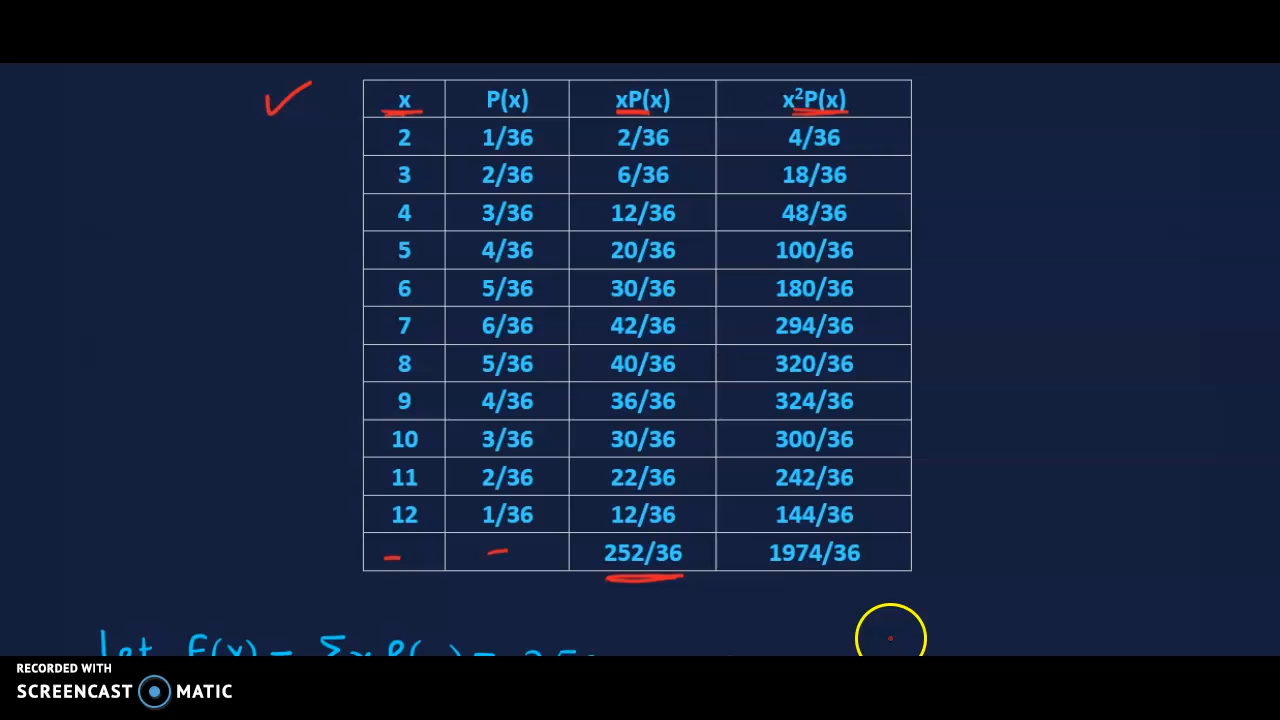 x P(x) xP(x) x²P(x)
2 1/36 2/36 4/36
3 2/36 6/36 18/36
4 3/36 12/36 48/36
5 4/36 20/36 100/36
6 5/36 30/36 180/36
7 6/36 42/36 294/36
8 5/36 40/36 320/36
9 4/36 36/36 324/36
10 3/36 30/36 300/36
11 2/36 22/36 242/36
12 1/36 12/36 144/36
– – 252/36 1974/36
let E(x) = Σx P( ) =
RECORDED WITH
SCREENCAST MATIC